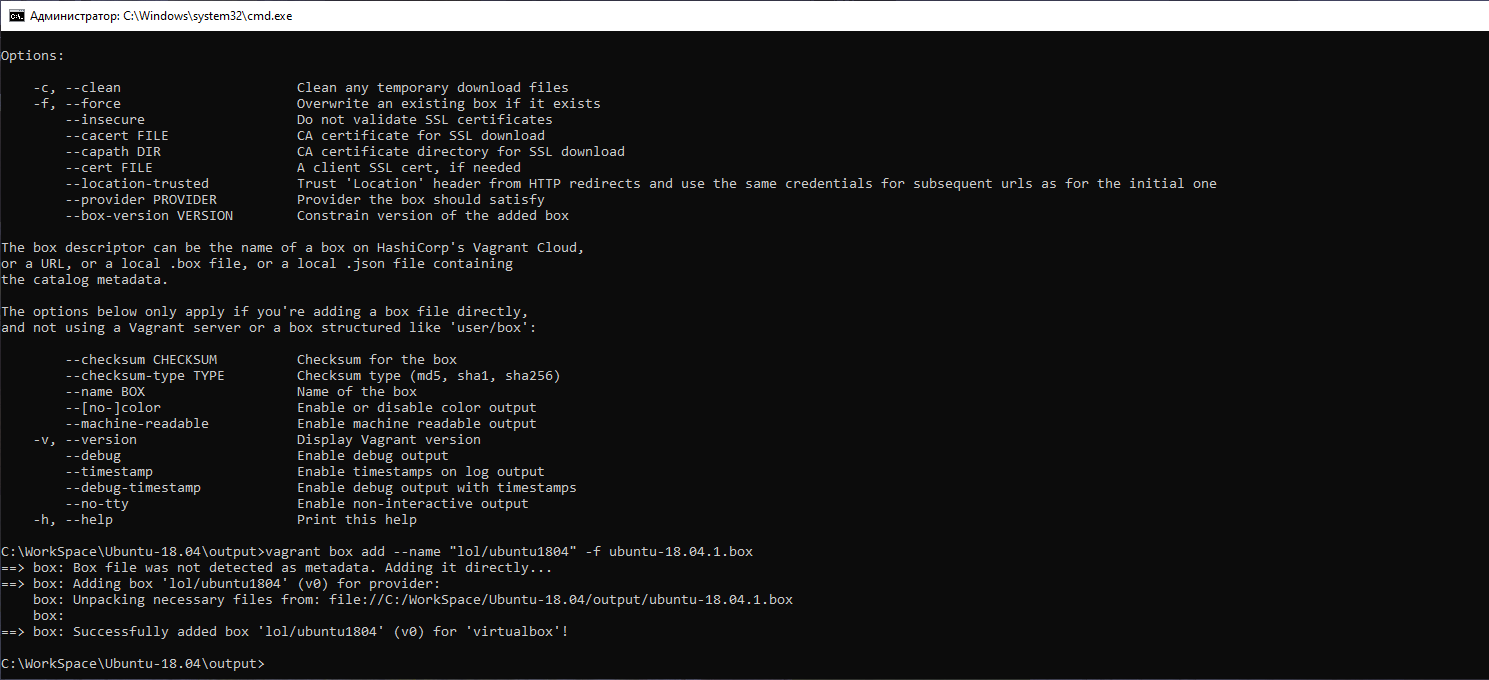 Администратор: C:\Windows\system32\cmd.exe
Options:
-c, --clean Clean any temporary download files
-f, --force Overwrite an existing box if it exists
--insecure Do not validate SSL certificates
--cacert FILE CA certificate for SSL download
--capath DIR CA certificate directory for SSL download
--cert FILE A client SSL cert, if needed
--location-trusted Trust 'Location' header from HTTP redirects and use the same credentials for subsequent urls as for the initial one
--provider PROVIDER Provider the box should satisfy
--box-version VERSION Constrain version of the added box
The box descriptor can be the name of a box on HashiCorp's Vagrant Cloud,
or a URL, or a local .box file, or a local .json file containing
the catalog metadata.
The options below only apply if you're adding a box file directly,
and not using a Vagrant server or a box structured like 'user/box':
--checksum CHECKSUM Checksum for the box
--checksum-type TYPE Checksum type (md5, sha1, sha256)
--name BOX Name of the box
--[no-]color Enable or disable color output
--machine-readable Enable machine readable output
-v, --version Display Vagrant version
--debug Enable debug output
--timestamp Enable timestamps on log output
--debug-timestamp Enable debug output with timestamps
--no-tty Enable non-interactive output
-h, --help Print this help
C:\WorkSpace\Ubuntu-18.04\output>vagrant box add --name "lol/ubuntu1804" -f ubuntu-18.04.1.box
==> box: Box file was not detected as metadata. Adding it directly...
==> box: Adding box 'lol/ubuntu1804' (v0) for provider:
box: Unpacking necessary files from: file://C:/WorkSpace/Ubuntu-18.04/output/ubuntu-18.04.1.box
box:
==> box: Successfully added box 'lol/ubuntu1804' (v0) for 'virtualbox'!
C:\WorkSpace\Ubuntu-18.04\output>